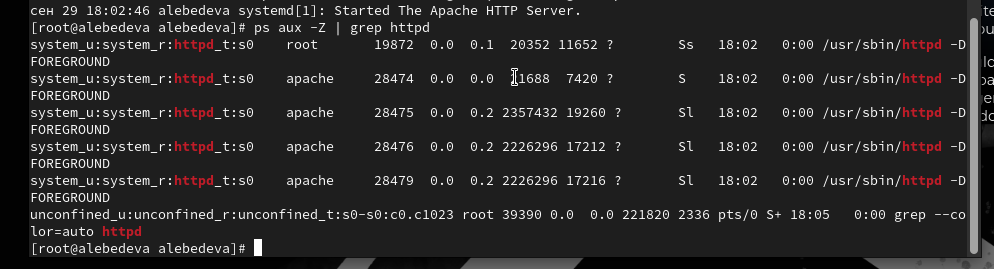 сен 29 18:02:46 alebedeva systemd[1]: Started The Apache HTTP Server.
[root@alebedeva alebedeva]# ps aux -Z | grep httpd
system_u:system_r:httpd_t:s0    root       19872  0.0  0.1  20352 11652 ?        Ss   18:02   0:00 /usr/sbin/httpd -D
FOREGROUND
system_u:system_r:httpd_t:s0    apache     28474  0.0  0.0   1688  7420 ?        S    18:02   0:00 /usr/sbin/httpd -D
FOREGROUND
system_u:system_r:httpd_t:s0    apache     28475  0.0  0.2 2357432 19260 ?       Sl   18:02   0:00 /usr/sbin/httpd -D
FOREGROUND
system_u:system_r:httpd_t:s0    apache     28476  0.0  0.2 2226296 17212 ?       Sl   18:02   0:00 /usr/sbin/httpd -D
FOREGROUND
system_u:system_r:httpd_t:s0    apache     28479  0.0  0.2 2226296 17216 ?       Sl   18:02   0:00 /usr/sbin/httpd -D
FOREGROUND
unconfined_u:unconfined_r:unconfined_t:s0-s0:c0.c1023 root 39390 0.0  0.0 221820 2336 pts/0 S+ 18:05   0:00 grep --co
lor=auto httpd
[root@alebedeva alebedeva]#